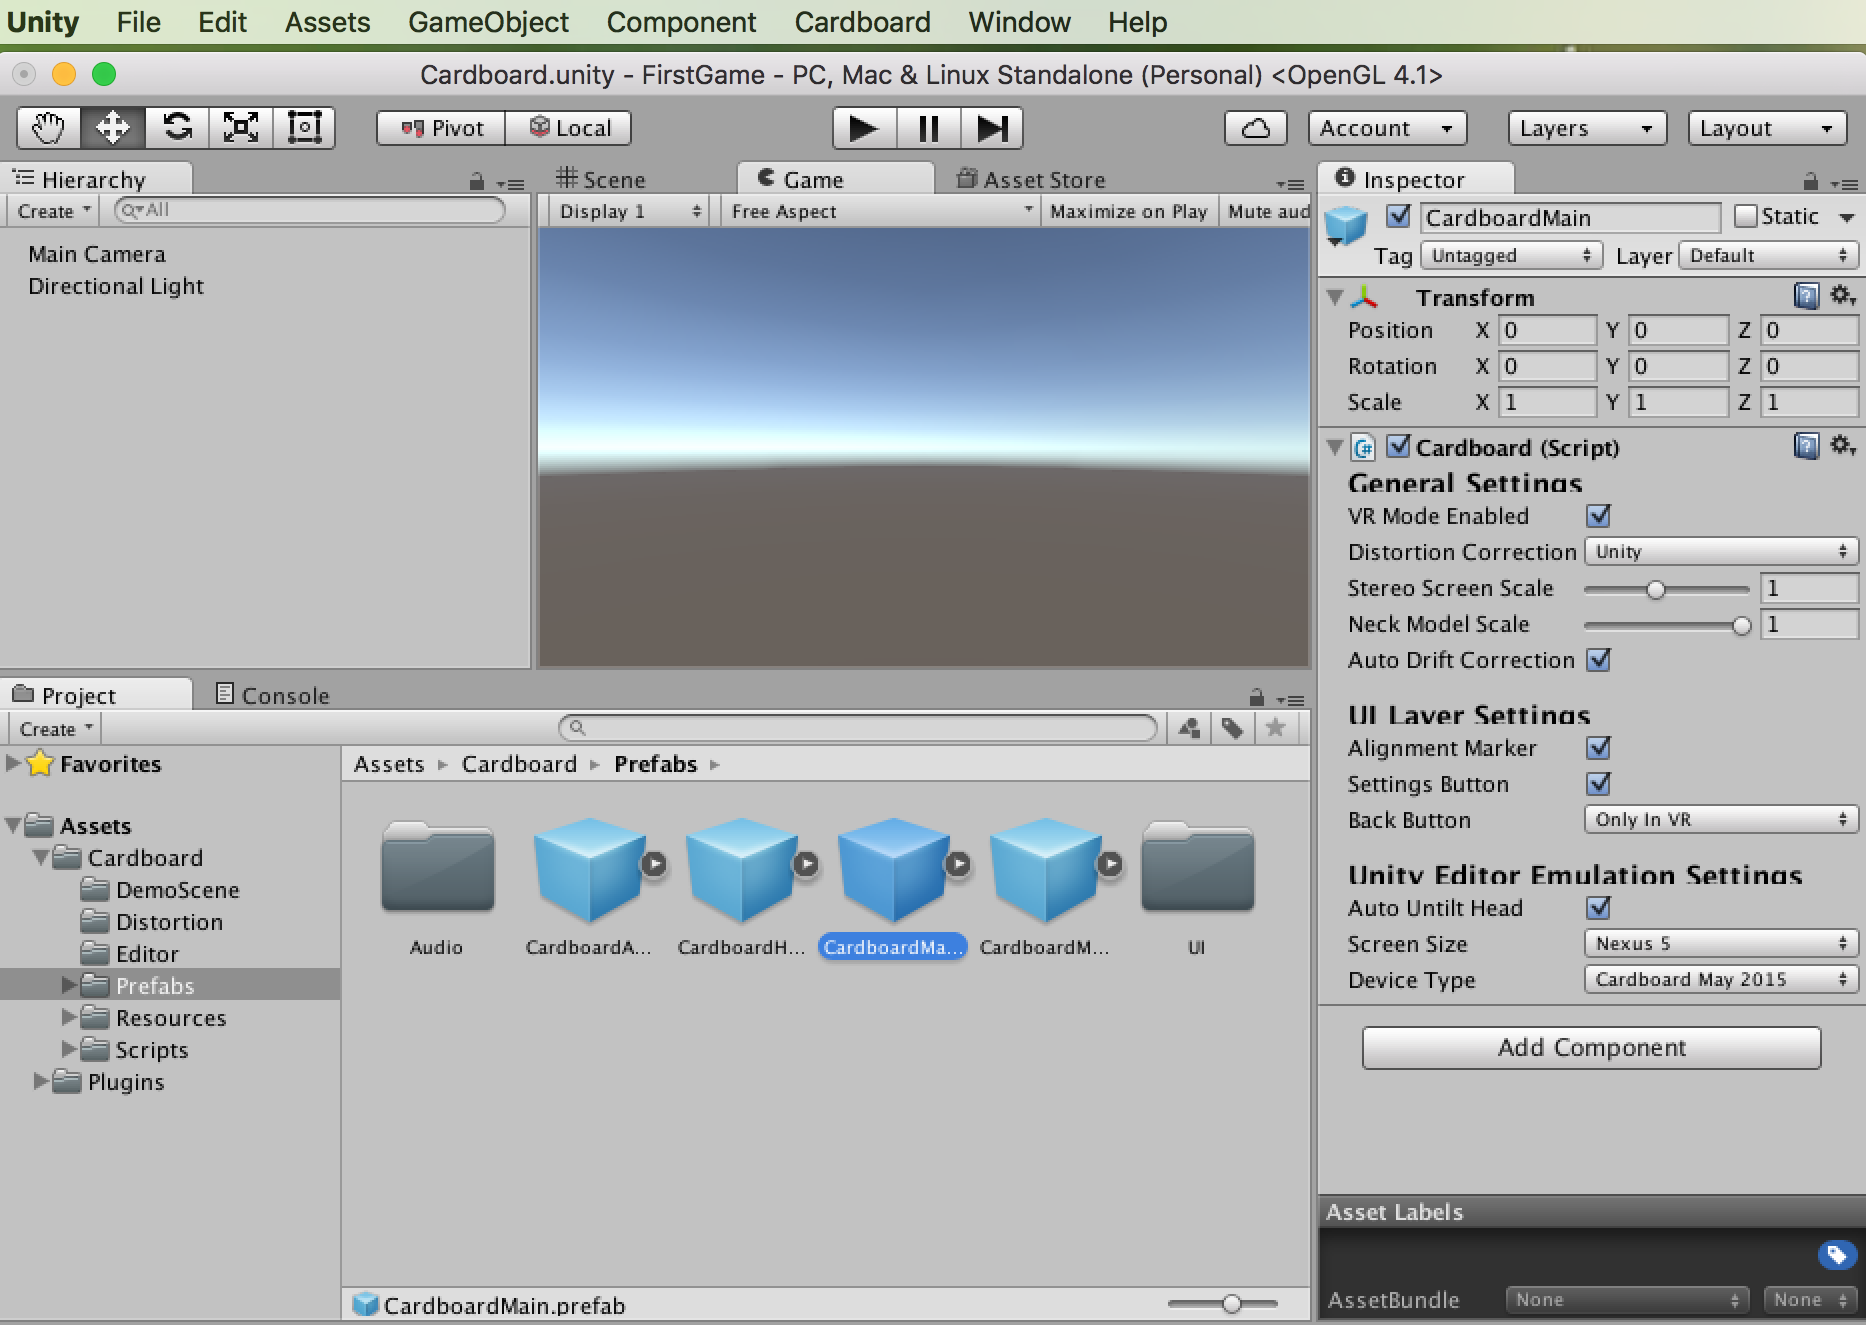 Unity File Edit Assets GameObject Component Cardboard Window Help
Cardboard.unity - FirstGame - PC, Mac & Linux Standalone (Personal) <OpenGL 4.1>
Pivot Local Account Layers Layout
Hierarchy
Create All
Main Camera
Directional Light
Scene Game Asset Store
Display 1 Free Aspect Maximize on Play Mute aud
Project Console
Create
Favorites
Assets
Cardboard
DemoScene
Distortion
Editor
Prefabs
Resources
Scripts
Plugins
Assets Cardboard Prefabs
Audio CardboardA... CardboardH... CardboardMa... CardboardM... UI
CardboardMain.prefab
Inspector
CardboardMain Static
Tag Untagged Layer Default
Transform
Position X 0 Y 0 Z 0
Rotation X 0 Y 0 Z 0
Scale X 1 Y 1 Z 1
C# Cardboard (Script)
General Settings
VR Mode Enabled
Distortion Correction Unity
Stereo Screen Scale 1
Neck Model Scale 1
Auto Drift Correction
UI Layer Settings
Alignment Marker
Settings Button
Back Button Only In VR
Unity Editor Emulation Settings
Auto Untilt Head
Screen Size Nexus 5
Device Type Cardboard May 2015
Add Component
Asset Labels
AssetBundle None None